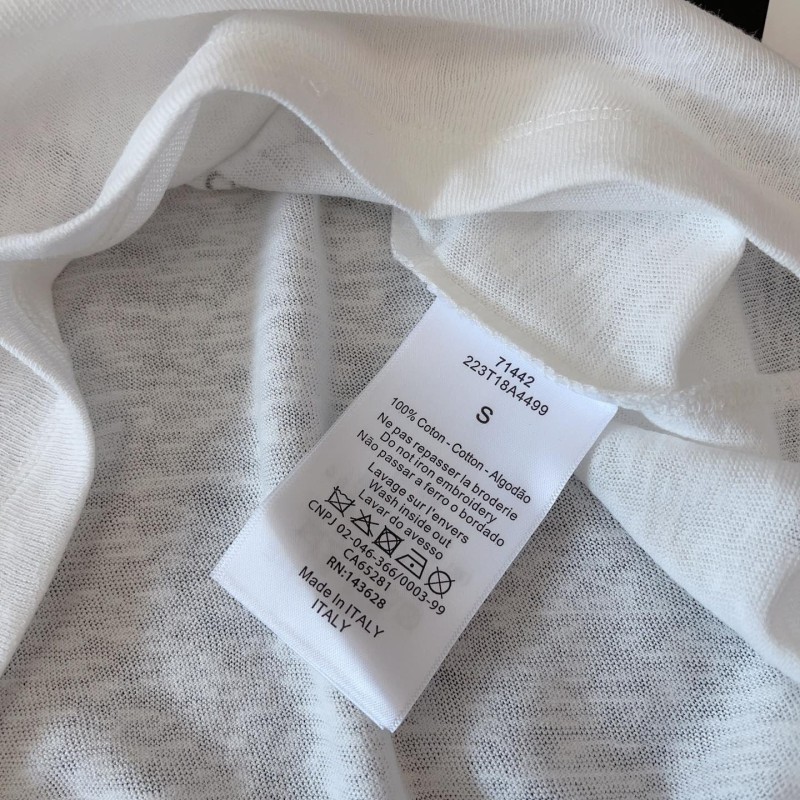 71442
223T18A4499
S
100% Coton - Cotton - Algodão
Ne pas repasser la broderie
Do not iron embroidery
Não passar a ferro o bordado
Lavage sur l'envers
Wash inside out
Lavar do avesso
CNPJ 02-046-366/0003-99
CA65281
RN:143628
Made In ITALY
ITALY